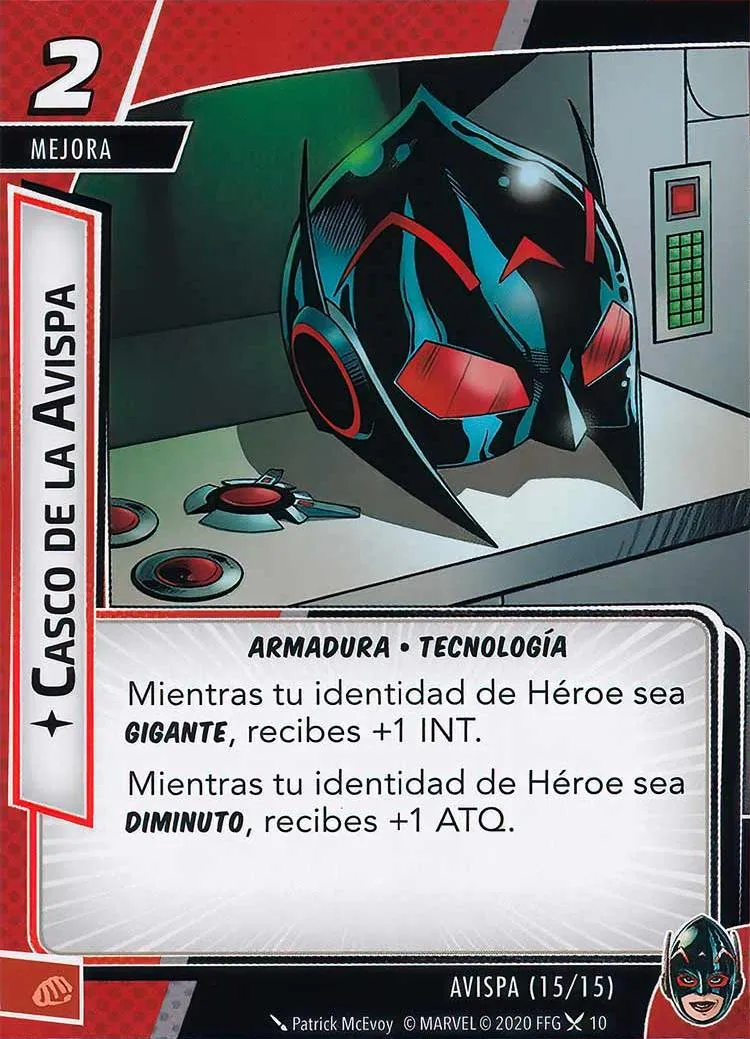 2
MEJORA
CASCO DE LA AVISPA
ARMADURA • TECNOLOGÍA
Mientras tu identidad de Héroe sea
GIGANTE, recibes +1 INT.
Mientras tu identidad de Héroe sea
DIMINUTO, recibes +1 ATQ.
AVISPA (15/15)
Patrick McEvoy © MARVEL © 2020 FFG 10